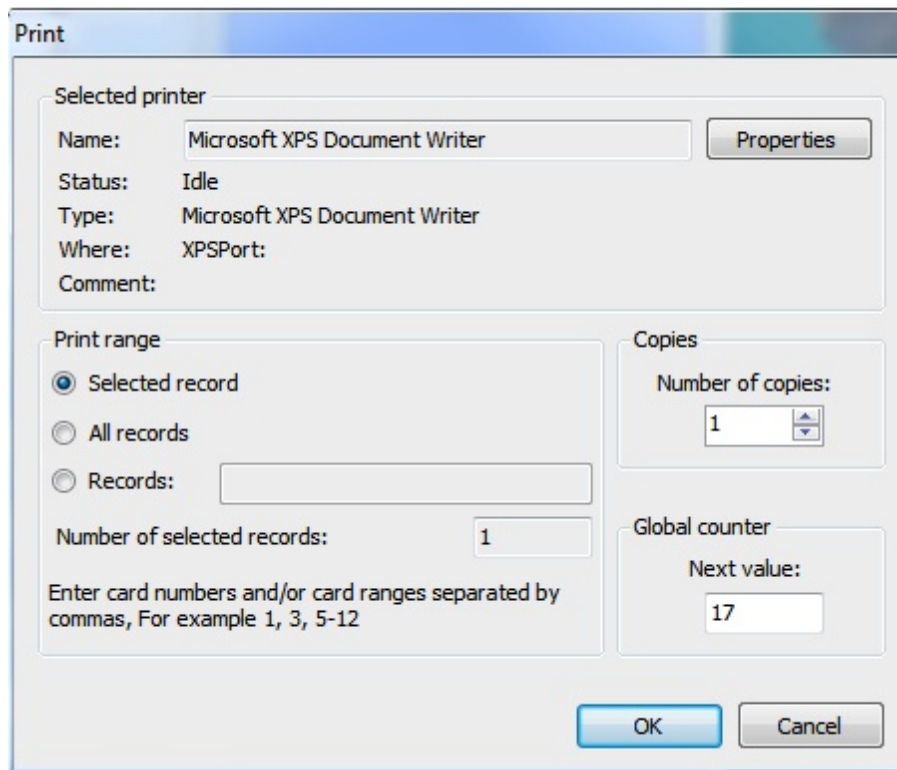 Print
Selected printer
Name: Microsoft XPS Document Writer Properties
Status: Idle
Type: Microsoft XPS Document Writer
Where: XPSPort:
Comment:
Print range
Selected record
All records
Records:
Number of selected records: 1
Enter card numbers and/or card ranges separated by
commas, For example 1, 3, 5-12
Copies
Number of copies:
1
Global counter
Next value:
17
OK Cancel